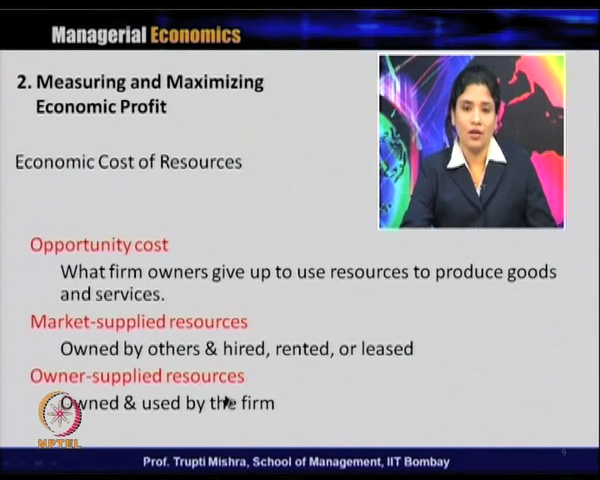 Managerial Economics
2. Measuring and Maximizing
Economic Profit
Economic Cost of Resources
Opportunity cost
What firm owners give up to use resources to produce goods
and services.
Market-supplied resources
Owned by others & hired, rented, or leased
Owner-supplied resources
Owned & used by the firm
NPTEL
Prof. Trupti Mishra, School of Management, IIT Bombay
9